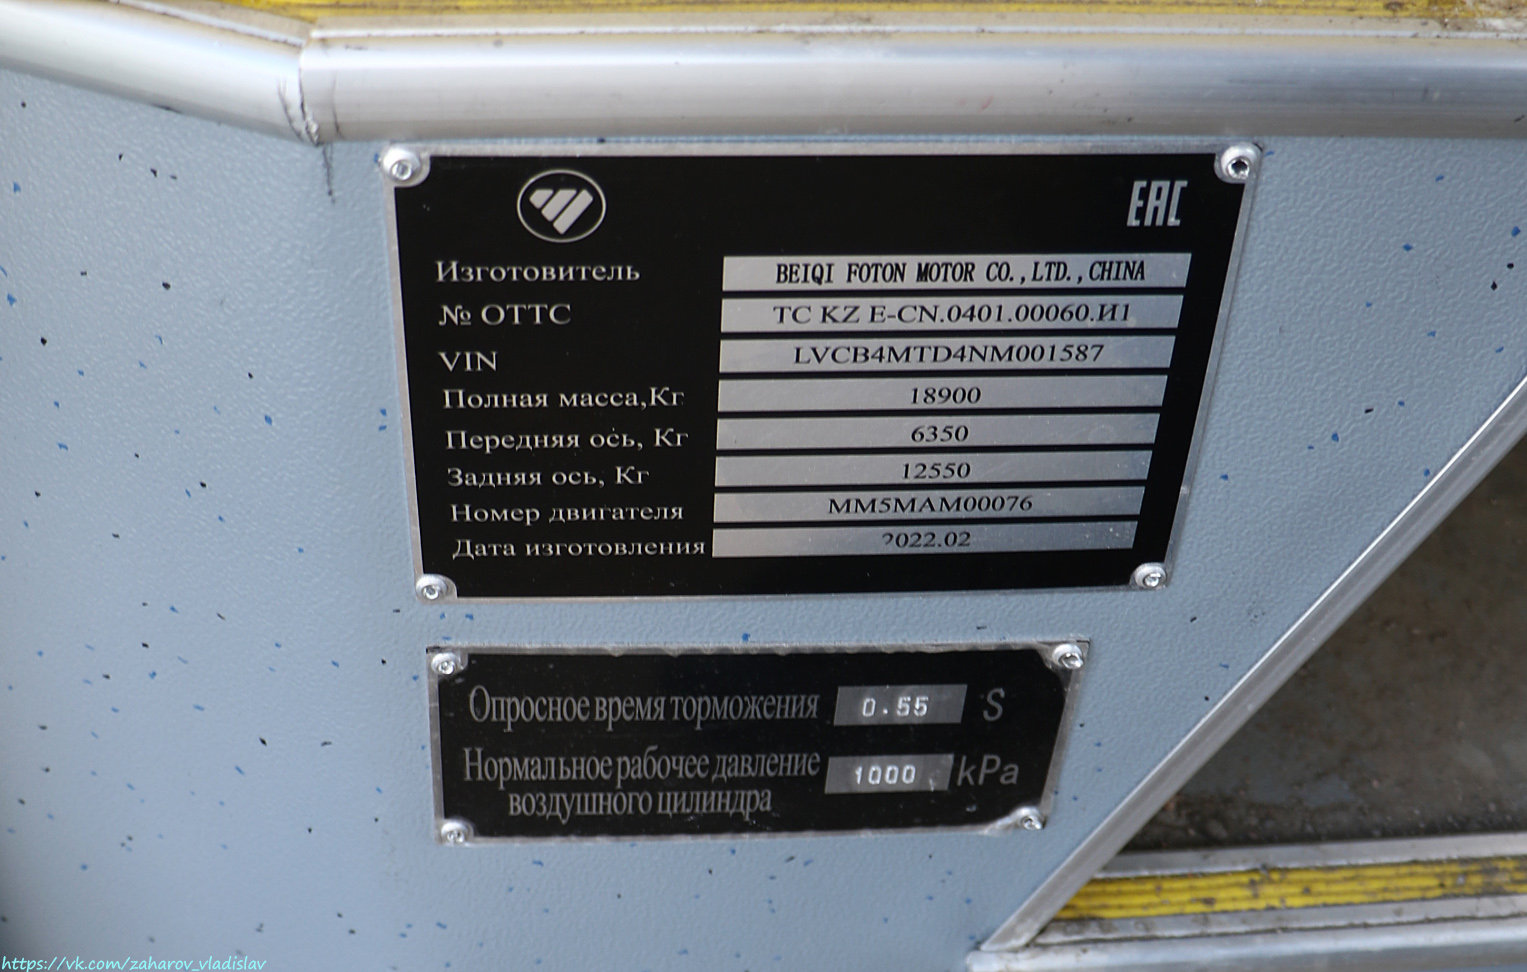 EAC
Изготовитель BEIQI FOTON MOTOR CO.,LTD.,CHINA
№ ОТТС ТС KZ E-CN.0401.00060.И1
VIN LVCB4MTD4NM001587
Полная масса,Кг 18900
Передняя ось, Кг 6350
Задняя ось, Кг 12550
Номер двигателя MM5MAM00076
Дата изготовления 2022.02
Опросное время торможения 0.55 S
Нормальное рабочее давление 1000 kPa
воздушного цилиндра
https://vk.com/zaharov_vladislav